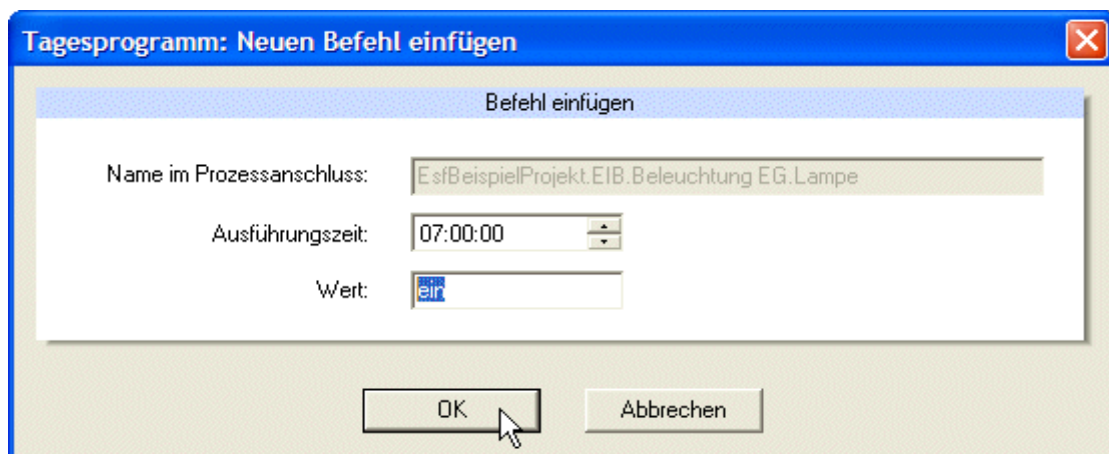 Tagesprogramm: Neuen Befehl einfügen
Befehl einfügen
Name im Prozessanschluss: EsfBeispielProjekt.EIB.Beleuchtung EG.Lampe
Ausführungszeit: 07:00:00
Wert: ein
OK Abbrechen